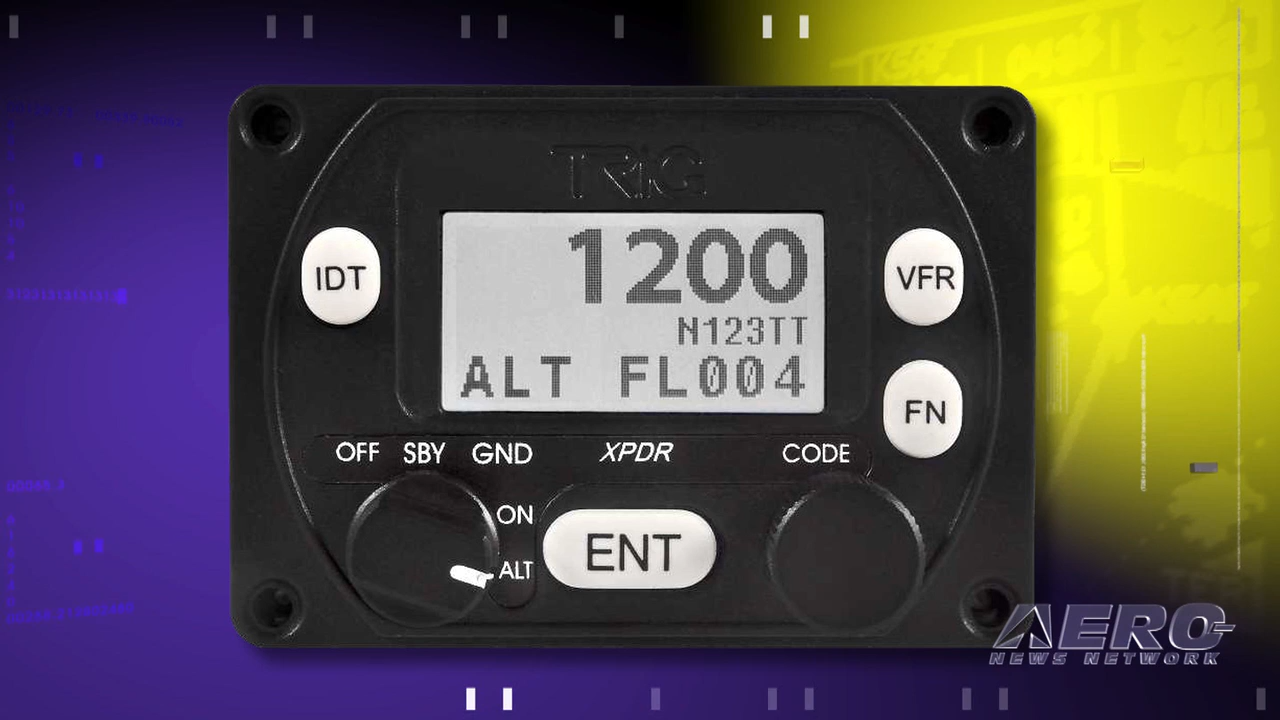 TRIG
1200
IDT
VFR
N123TT
ALT FL004
FN
OFF SBY GND XPDR CODE
ON
ENT
ALT
AERO
NEWS NETWORK